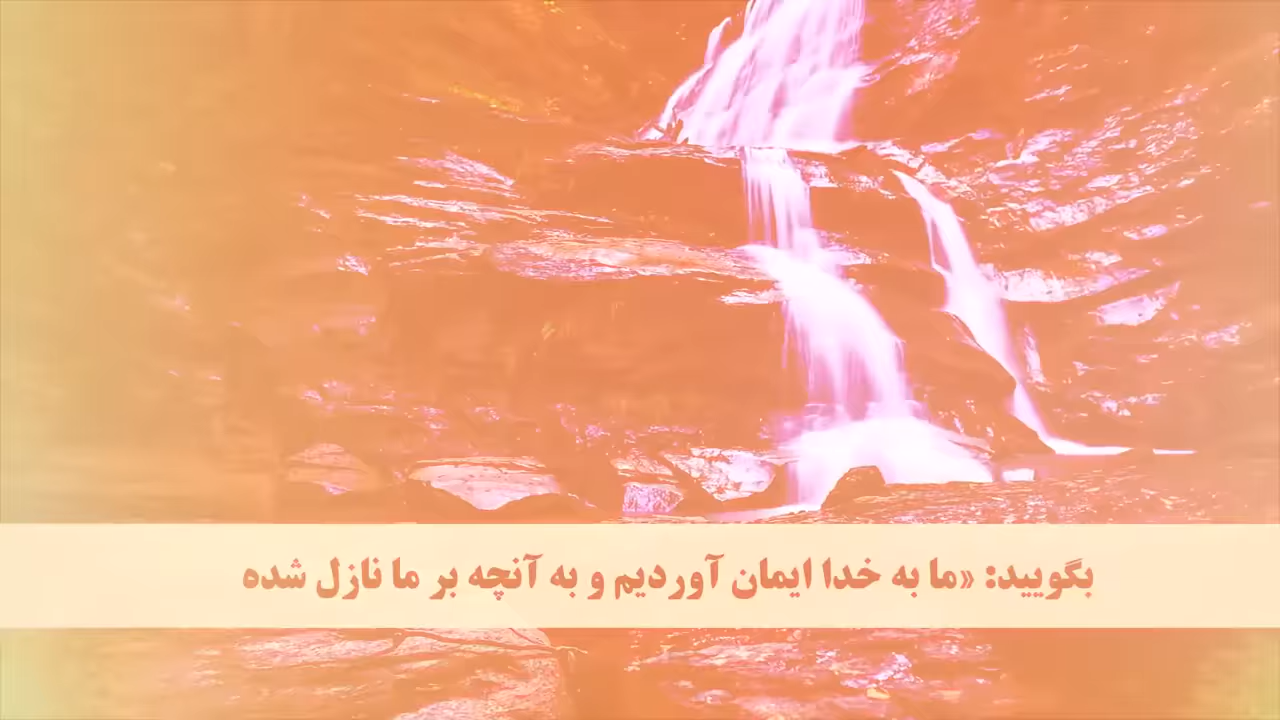 بگویید: «ما به خدا ایمان آوردیم و به آنچه بر ما نازل شده